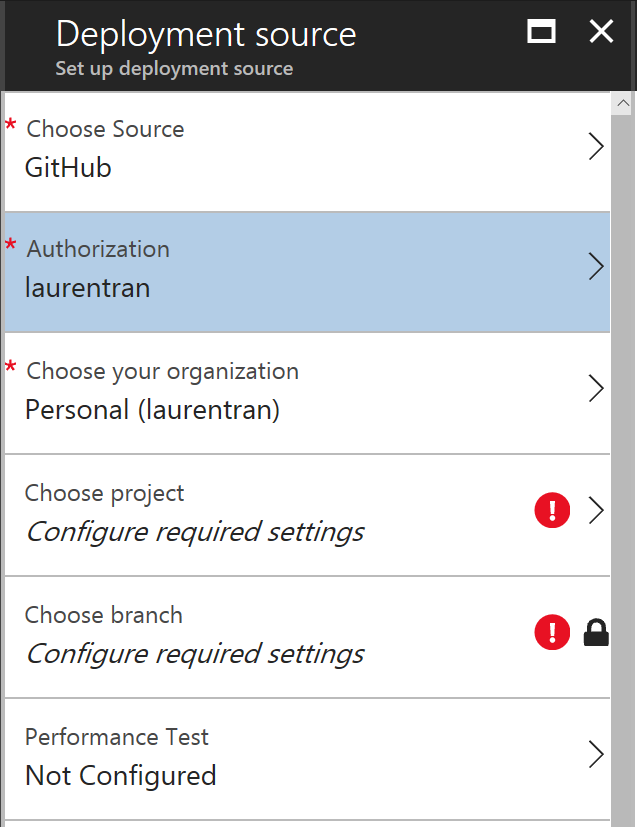 Deployment source
Set up deployment source
* Choose Source
GitHub
* Authorization
laurentran
* Choose your organization
Personal (laurentran)
Choose project
Configure required settings
Choose branch
Configure required settings
Performance Test
Not Configured